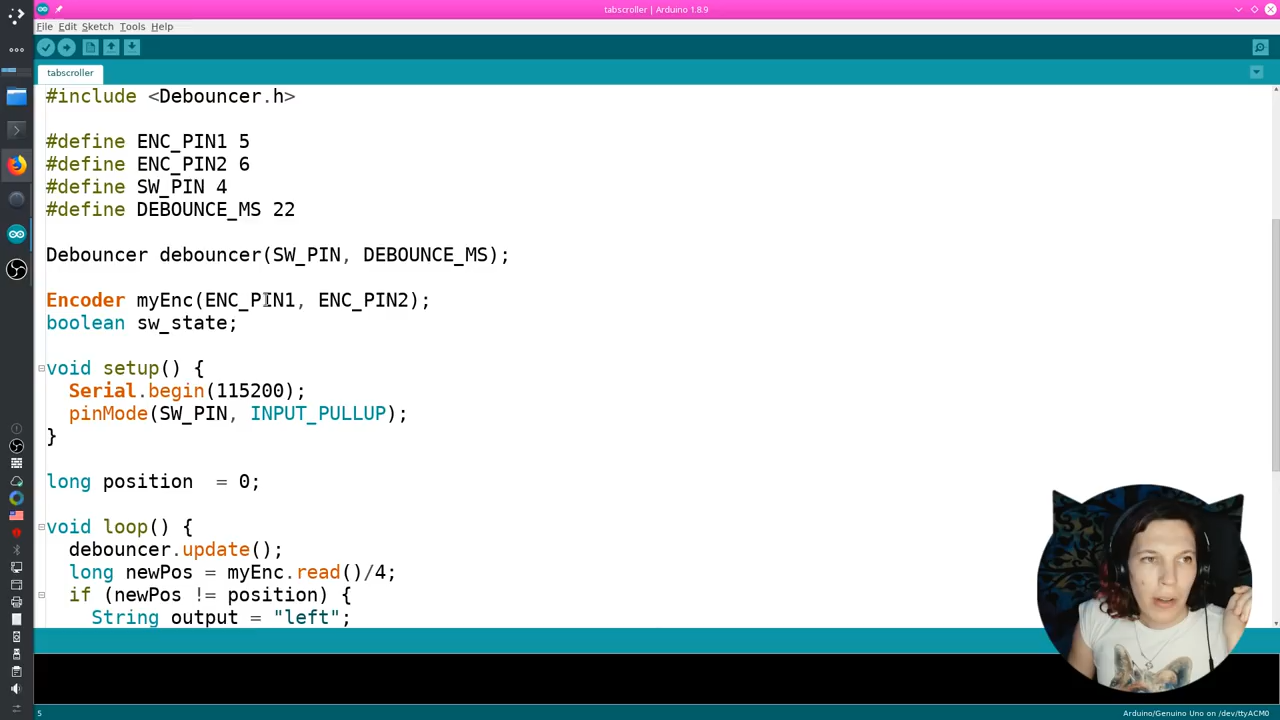 tabscroller | Arduino 1.8.9
File Edit Sketch Tools Help
tabscroller
#include <Debouncer.h>
#define ENC_PIN1 5
#define ENC_PIN2 6
#define SW_PIN 4
#define DEBOUNCE_MS 22
Debouncer debouncer(SW_PIN, DEBOUNCE_MS);
Encoder myEnc(ENC_PIN1, ENC_PIN2);
boolean sw_state;
void setup() {
Serial.begin(115200);
pinMode(SW_PIN, INPUT_PULLUP);
}
long position  = 0;
void loop() {
debouncer.update();
long newPos = myEnc.read()/4;
if (newPos != position) {
String output = "left";
5
Arduino/Genuino Uno on /dev/ttyACM0